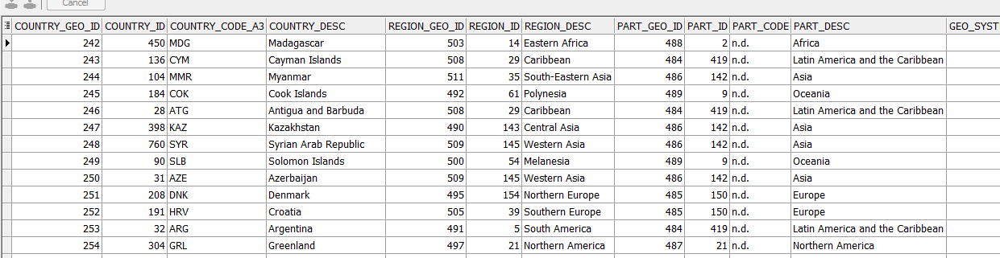 Cancel
COUNTRY_GEO_ID COUNTRY_ID COUNTRY_CODE_A3 COUNTRY_DESC REGION_GEO_ID REGION_ID REGION_DESC PART_GEO_ID PART_ID PART_CODE PART_DESC GEO_SYST
242 450 MDG Madagascar 503 14 Eastern Africa 488 2 n.d. Africa
243 136 CYM Cayman Islands 508 29 Caribbean 484 419 n.d. Latin America and the Caribbean
244 104 MMR Myanmar 511 35 South-Eastern Asia 486 142 n.d. Asia
245 184 COK Cook Islands 492 61 Polynesia 489 9 n.d. Oceania
246 28 ATG Antigua and Barbuda 508 29 Caribbean 484 419 n.d. Latin America and the Caribbean
247 398 KAZ Kazakhstan 490 143 Central Asia 486 142 n.d. Asia
248 760 SYR Syrian Arab Republic 509 145 Western Asia 486 142 n.d. Asia
249 90 SLB Solomon Islands 500 54 Melanesia 489 9 n.d. Oceania
250 31 AZE Azerbaijan 509 145 Western Asia 486 142 n.d. Asia
251 208 DNK Denmark 495 154 Northern Europe 485 150 n.d. Europe
252 191 HRV Croatia 505 39 Southern Europe 485 150 n.d. Europe
253 32 ARG Argentina 491 5 South America 484 419 n.d. Latin America and the Caribbean
254 304 GRL Greenland 497 21 Northern America 487 21 n.d. Northern America